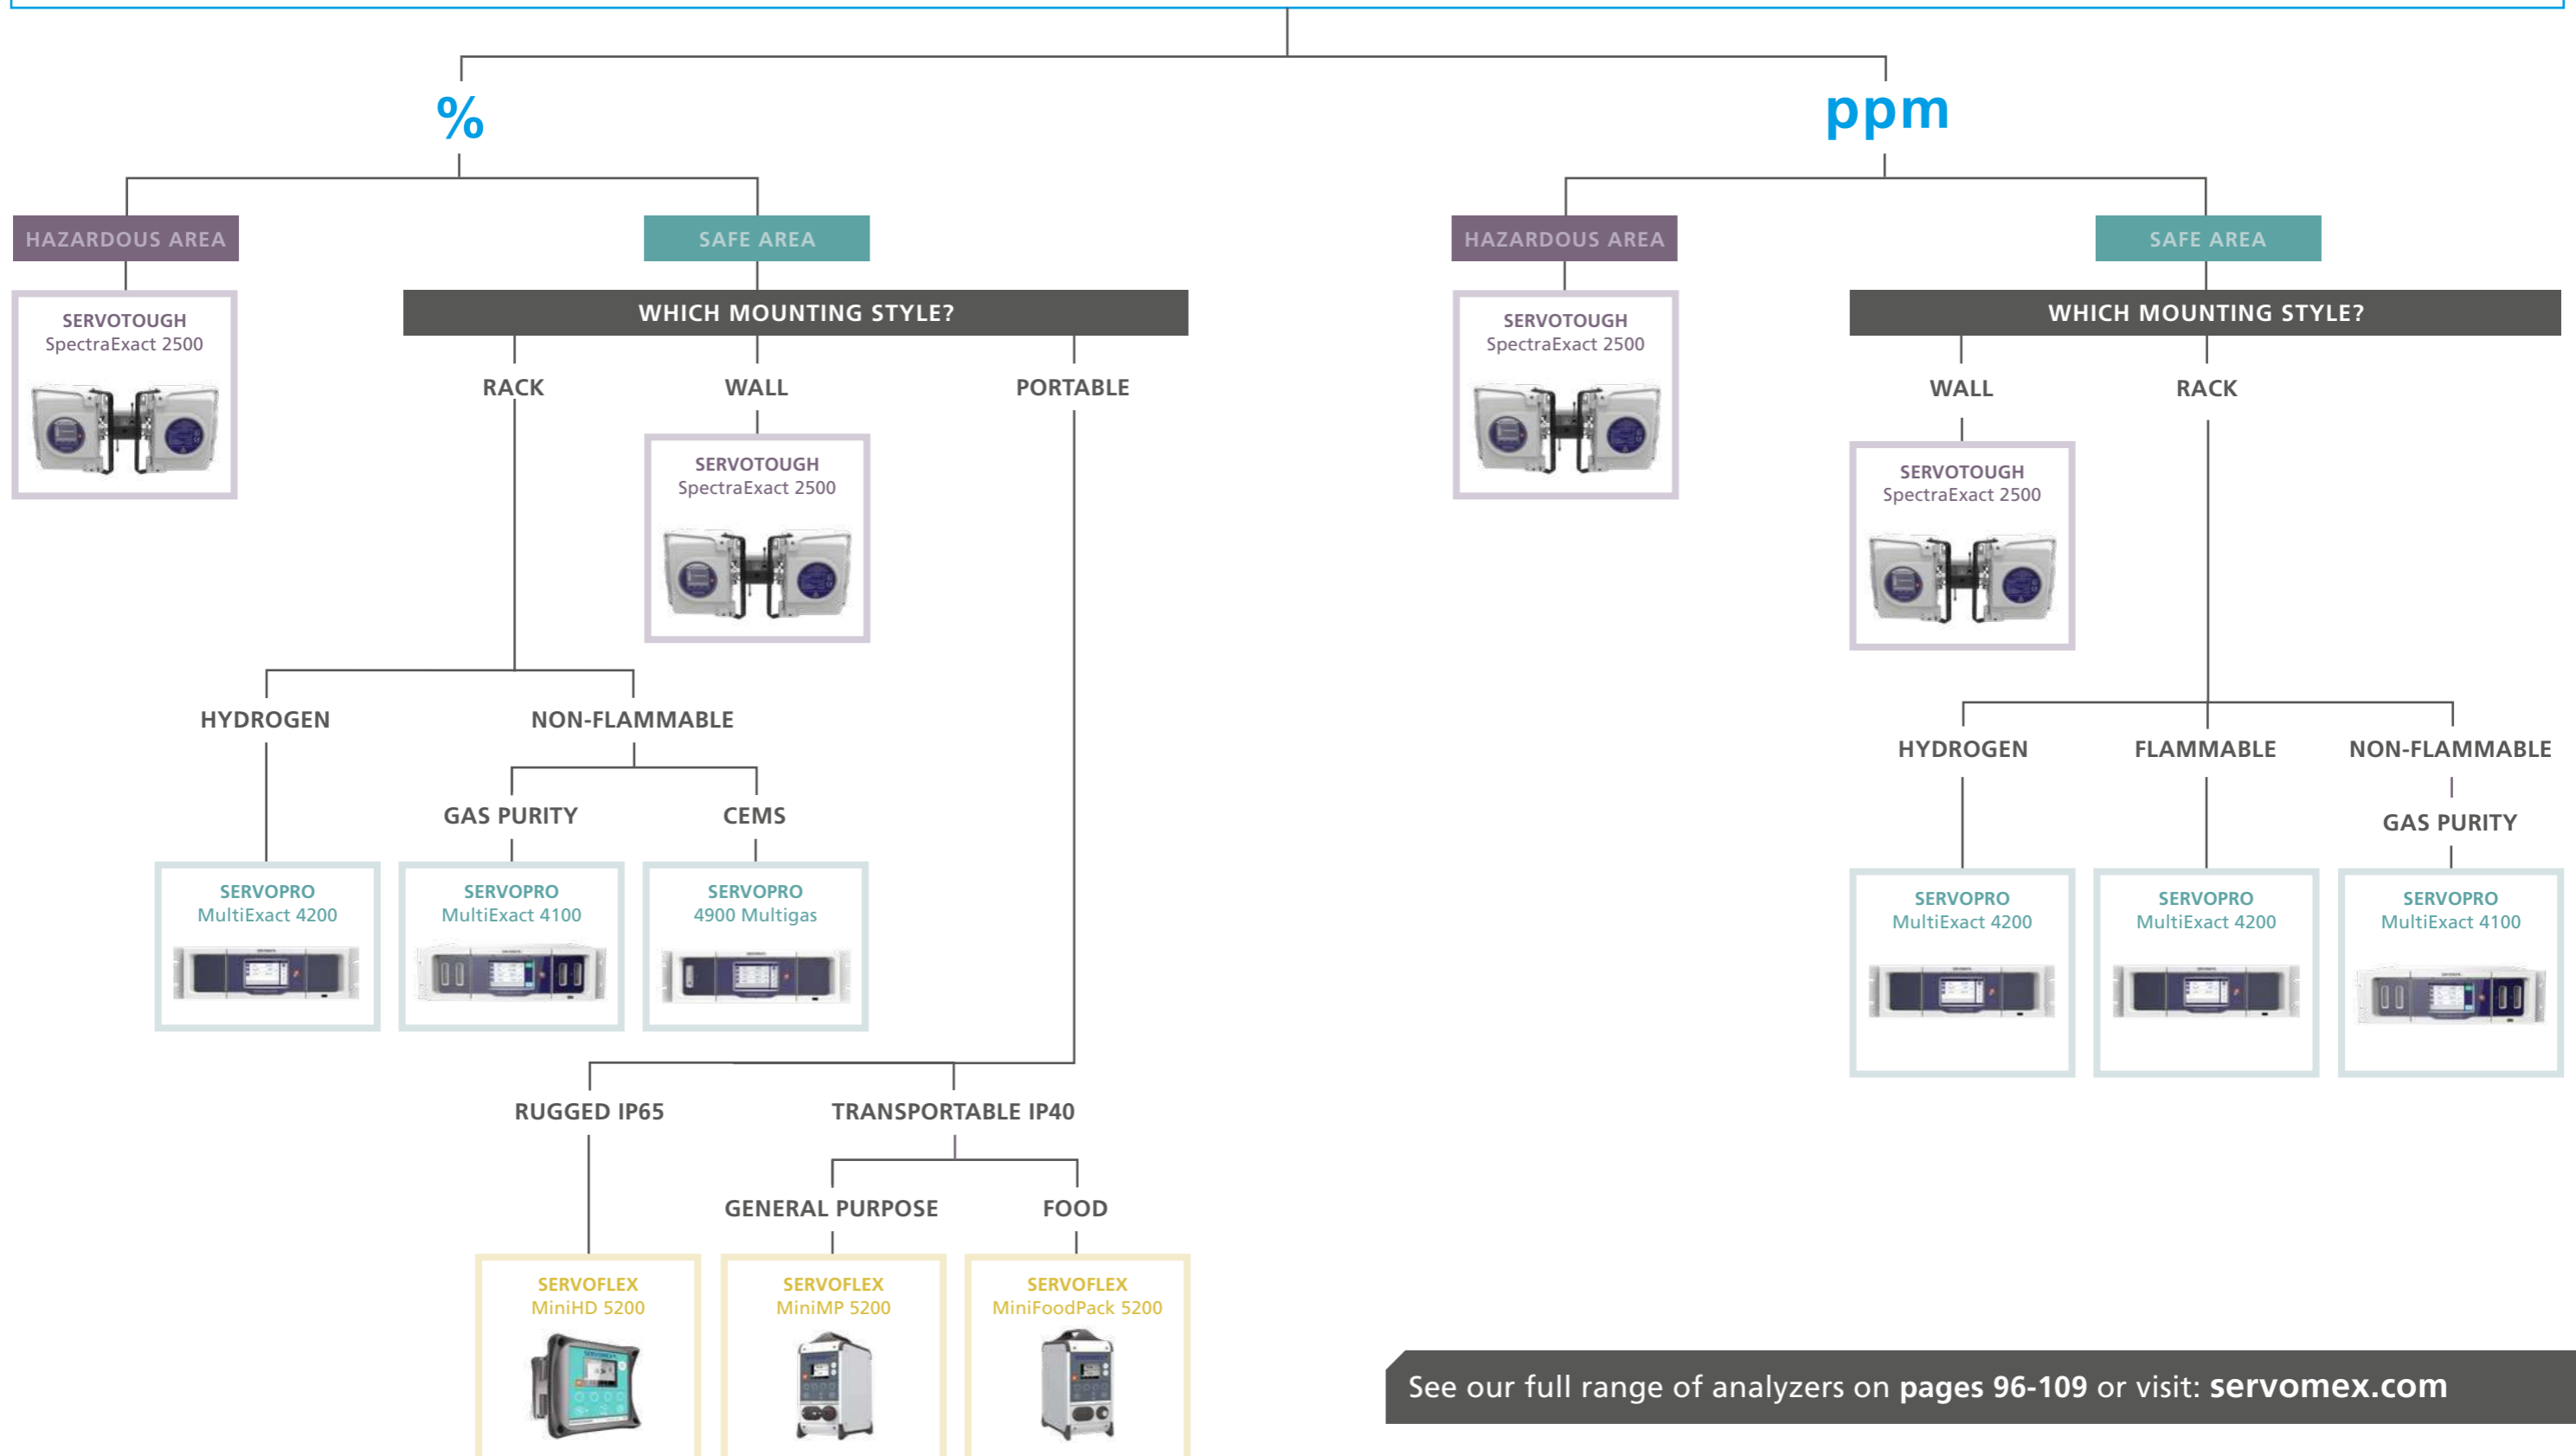 %
ppm
HAZARDOUS AREA
SAFE AREA
HAZARDOUS AREA
SAFE AREA
SERVOTOUGH
SpectraExact 2500
WHICH MOUNTING STYLE?
SERVOTOUGH
SpectraExact 2500
WHICH MOUNTING STYLE?
RACK
WALL
PORTABLE
WALL
RACK
SERVOTOUGH
SpectraExact 2500
SERVOTOUGH
SpectraExact 2500
HYDROGEN
NON-FLAMMABLE
HYDROGEN
FLAMMABLE
NON-FLAMMABLE
GAS PURITY
CEMS
GAS PURITY
SERVOPRO
MultiExact 4200
SERVOPRO
MultiExact 4100
SERVOPRO
4900 Multigas
SERVOPRO
MultiExact 4200
SERVOPRO
MultiExact 4200
SERVOPRO
MultiExact 4100
RUGGED IP65
TRANSPORTABLE IP40
GENERAL PURPOSE
FOOD
SERVOFLEX
MiniHD 5200
SERVOFLEX
MiniMP 5200
SERVOFLEX
MiniFoodPack 5200
See our full range of analyzers on pages 96-109 or visit: servomex.com